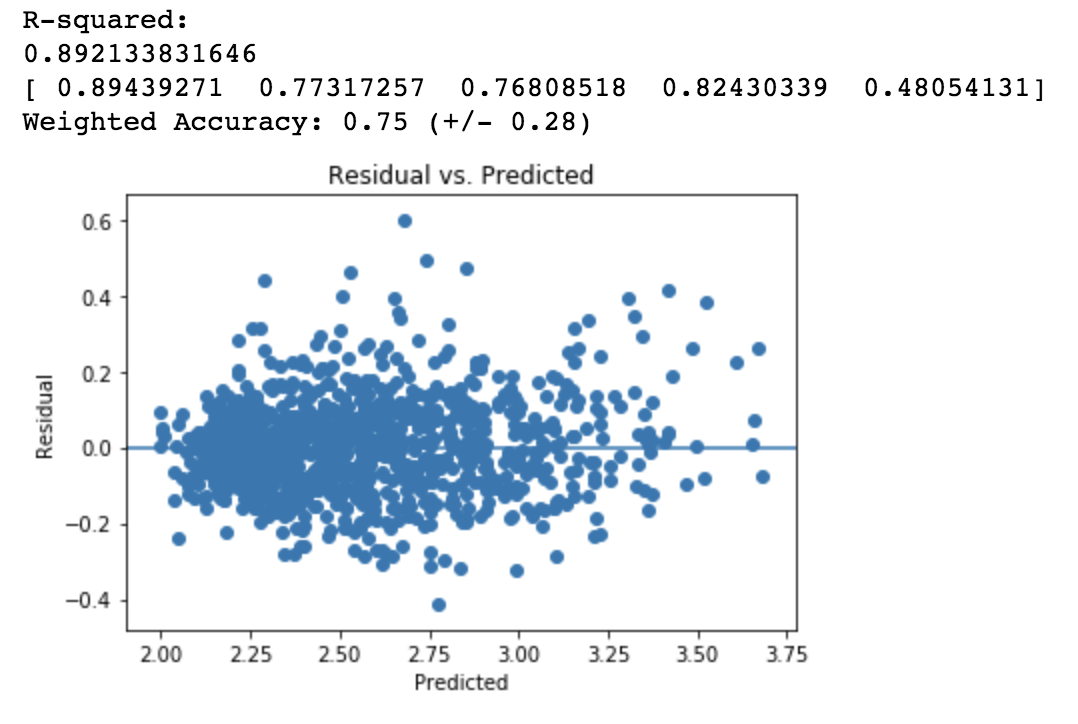 R-squared:
0.892133831646
[ 0.89439271  0.77317257  0.76808518  0.82430339  0.48054131]
Weighted Accuracy: 0.75 (+/- 0.28)
Residual vs. Predicted
0.6
0.4
0.2
0.0
−0.2
−0.4
Residual
2.00 2.25 2.50 2.75 3.00 3.25 3.50 3.75
Predicted